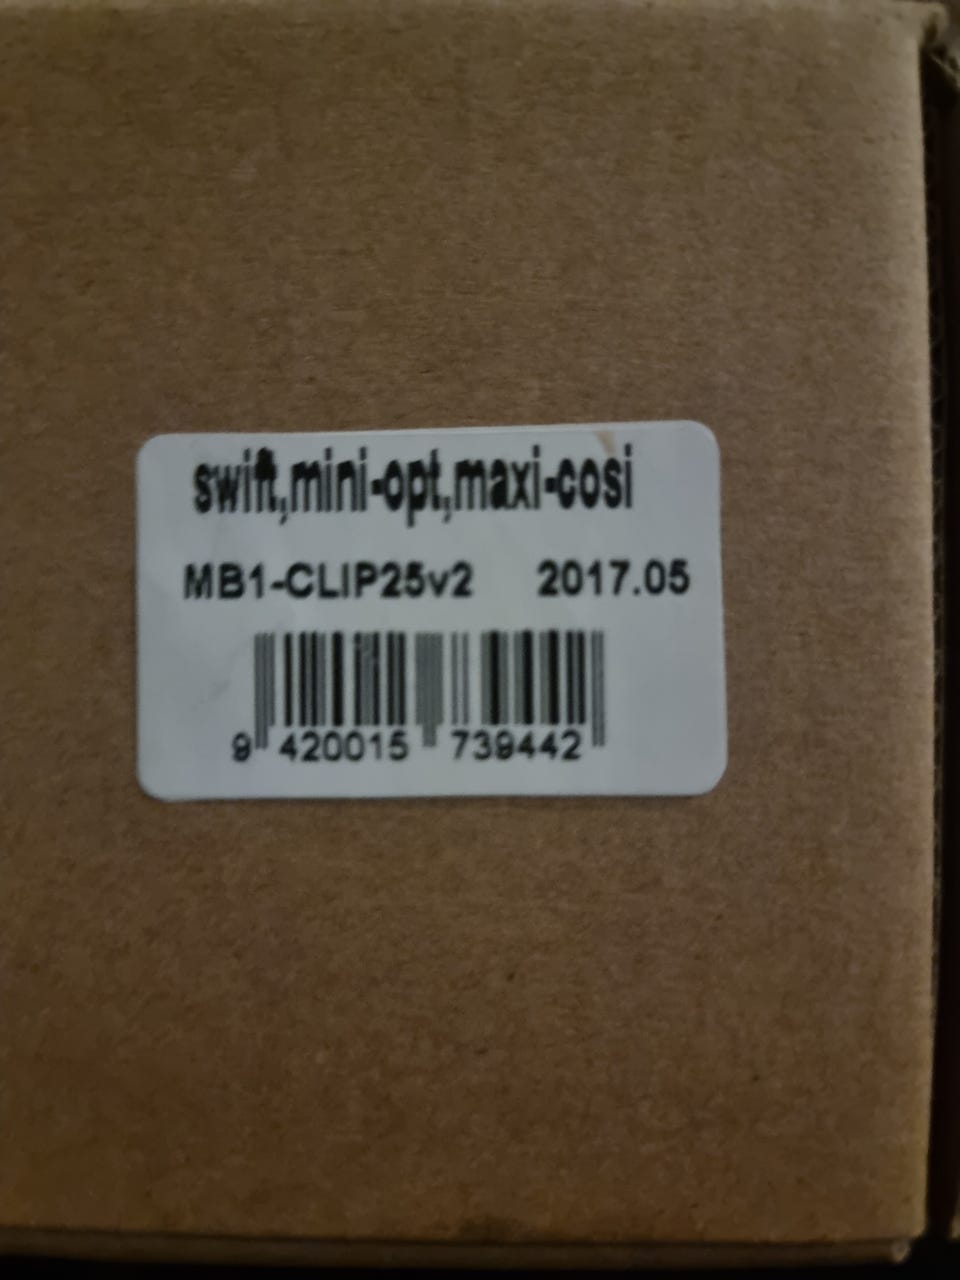 swift,mini-opt,maxi-cosi
MB1-CLIP25v2 2017.05
9 420015 739442